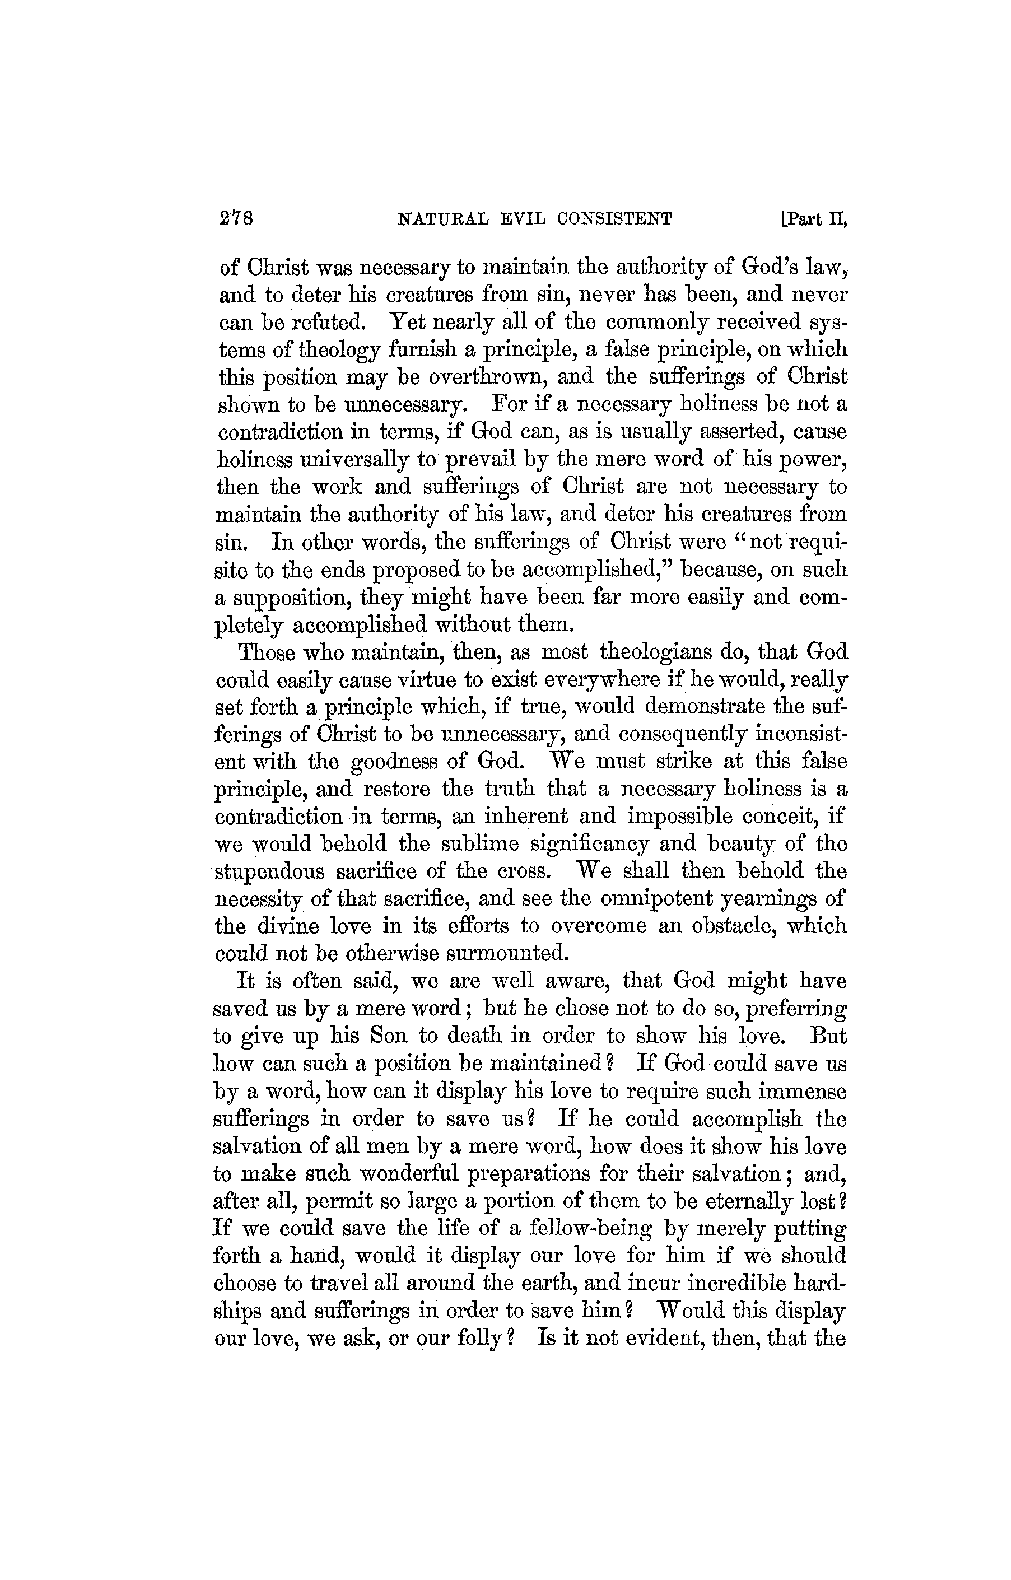 278 NATURAL EVIL CONSISTENT [Part II,
of Christ was necessary to maintain the authority of God's law,
and to deter his creatures from sin, never has been, and never
can be refuted. Yet nearly all of the commonly received sys-
tems of theology furnish a principle, a false principle, on which
this position may be overthrown, and the sufferings of Christ
shown to be unnecessary. For if a necessary holiness be not a
contradiction in terms, if God can, as is usually asserted, cause
holiness universally to prevail by the mere word of his power,
then the work and sufferings of Christ are not necessary to
maintain the authority of his law, and deter his creatures from
sin. In other words, the sufferings of Christ were "not requi-
site to the ends proposed to be accomplished," because, on such
a supposition, they might have been far more easily and com-
pletely accomplished without them.
Those who maintain, then, as most theologians do, that God
could easily cause virtue to exist everywhere if he would, really
set forth a principle which, if true, would demonstrate the suf-
ferings of Christ to be unnecessary, and consequently inconsist-
ent with the goodness of God. We must strike at this false
principle, and restore the truth that a necessary holiness is a
contradiction in terms, an inherent and impossible conceit, if
we would behold the sublime significancy and beauty of the
stupendous sacrifice of the cross. We shall then behold the
necessity of that sacrifice, and see the omnipotent yearnings of
the divine love in its efforts to overcome an obstacle, which
could not be otherwise surmounted.
It is often said, we are well aware, that God might have
saved us by a mere word; but he chose not to do so, preferring
to give up his Son to death in order to show his love. But
how can such a position be maintained? If God could save us
by a word, how can it display his love to require such immense
sufferings in order to save us? If he could accomplish the
salvation of all men by a mere word, how does it show his love
to make such wonderful preparations for their salvation; and,
after all, permit so large a portion of them to be eternally lost?
If we could save the life of a fellow-being by merely putting
forth a hand, would it display our love for him if we should
choose to travel all around the earth, and incur incredible hard-
ships and sufferings in order to save him? Would this display
our love, we ask, or our folly? Is it not evident, then, that the